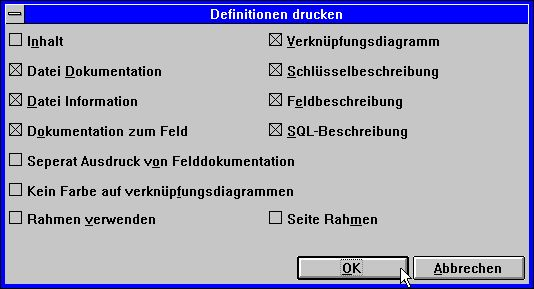 Definitionen drucken
Inhalt
Verknüpfungsdiagramm
Datei Dokumentation
Schlüsselbeschreibung
Datei Information
Feldbeschreibung
Dokumentation zum Feld
SQL-Beschreibung
Seperat Ausdruck von Felddokumentation
Kein Farbe auf verknüpfungsdiagrammen
Rahmen verwenden
Seite Rahmen
OK
Abbrechen